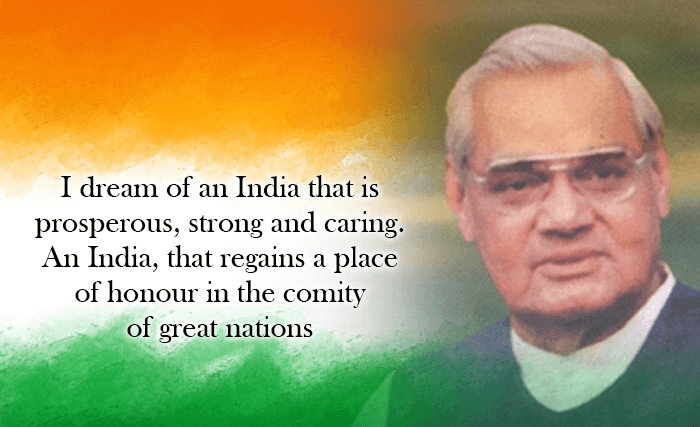 I dream of an India that is
prosperous, strong and caring.
An India, that regains a place
of honour in the comity
of great nations